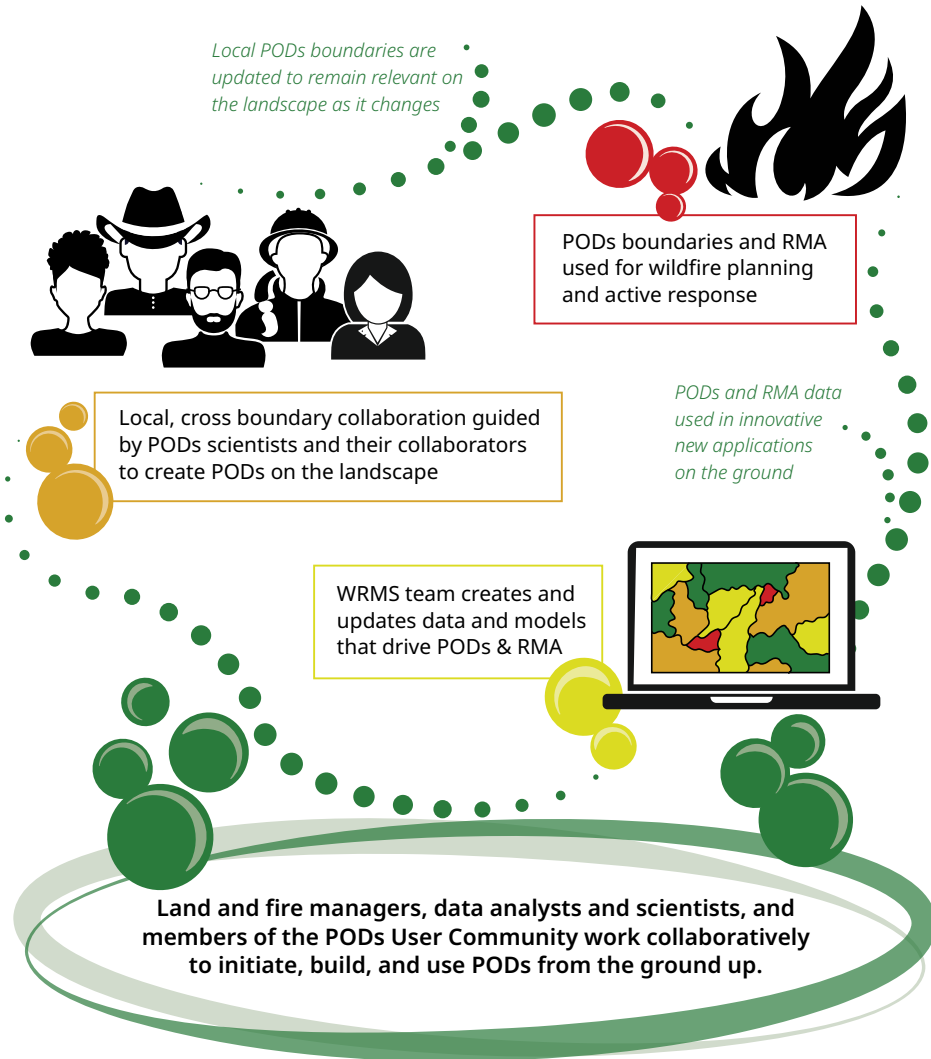 Local PODs boundaries are
updated to remain relevant on
the landscape as it changes
PODs boundaries and RMA
used for wildfire planning
and active response
PODs and RMA data
used in innovative
new applications
on the ground
Local, cross boundary collaboration guided
by PODs scientists and their collaborators
to create PODs on the landscape
WRMS team creates and
updates data and models
that drive PODs & RMA
Land and fire managers, data analysts and scientists, and
members of the PODs User Community work collaboratively
to initiate, build, and use PODs from the ground up.